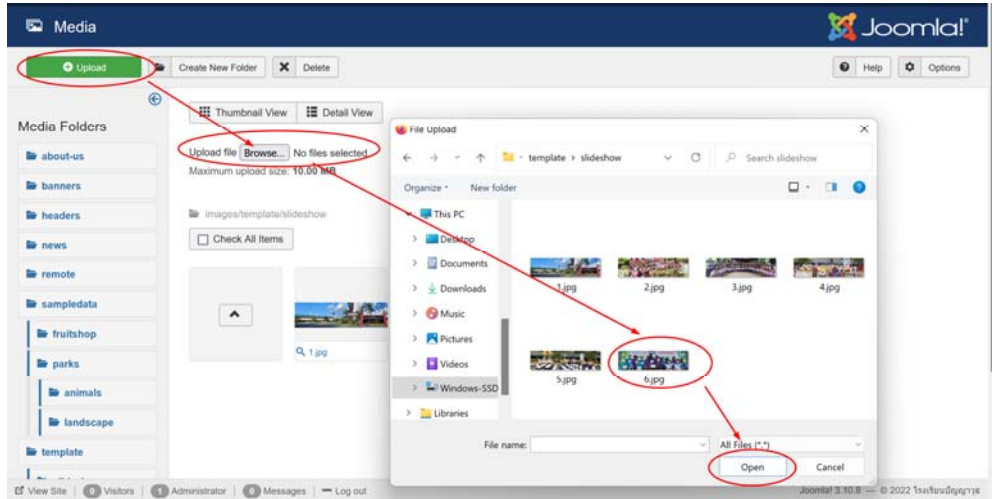 Media
Joomla!®
Upload
Create New Folder
Delete
Help
Options
Thumbnail View
Detail View
Media Folders
Upload file Browse... No files selected.
Maximum upload size: 10.00 MB
about-us
banners
headers
news
remote
sampledata
fruitshop
parks
animals
landscape
template
images/template/slideshow
Check All Items
1.jpg
File Upload
template > slideshow
Search slideshow
Organize
New folder
This PC
Desktop
Documents
Downloads
Music
Pictures
Videos
Windows-SSD
Libraries
1.jpg 2.jpg 3.jpg 4.jpg
5.jpg 6.jpg
File name:
All Files (*.*)
Open Cancel
View Site 0 Visitors 1 Administrator 0 Messages Log out
Joomla! 3.10.8 — © 2022